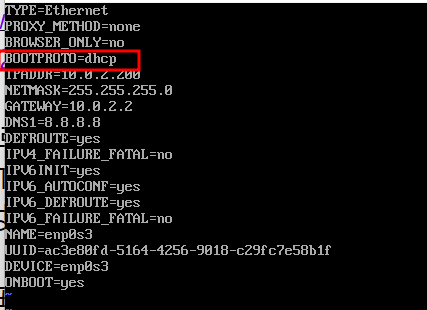 TYPE=Ethernet
PROXY_METHOD=none
BROWSER_ONLY=no
BOOTPROTO=dhcp
IPADDR=10.0.2.200
NETMASK=255.255.255.0
GATEWAY=10.0.2.2
DNS1=8.8.8.8
DEFROUTE=yes
IPV4_FAILURE_FATAL=no
IPV6INIT=yes
IPV6_AUTOCONF=yes
IPV6_DEFROUTE=yes
IPV6_FAILURE_FATAL=no
NAME=enp0s3
UUID=ac3e80fd-5164-4256-9018-c29fc7e58b1f
DEVICE=enp0s3
ONBOOT=yes
~